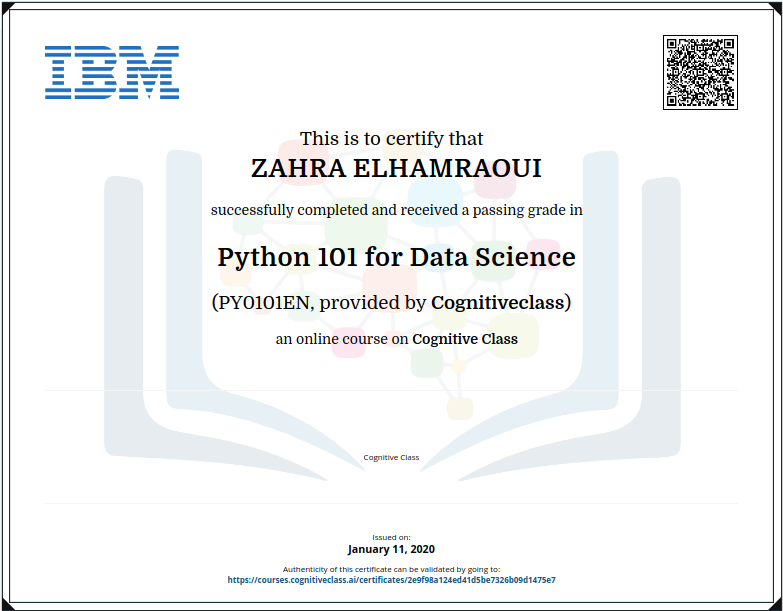 IBM
This is to certify that
ZAHRA ELHAMRAOUI
successfully completed and received a passing grade in
Python 101 for Data Science
(PY0101EN, provided by Cognitiveclass)
an online course on Cognitive Class
Cognitive Class
Issued on:
January 11, 2020
Authenticity of this certificate can be validated by going to:
https://courses.cognitiveclass.ai/certificates/2e9f98a124ed41d5be7326b09d1475e7